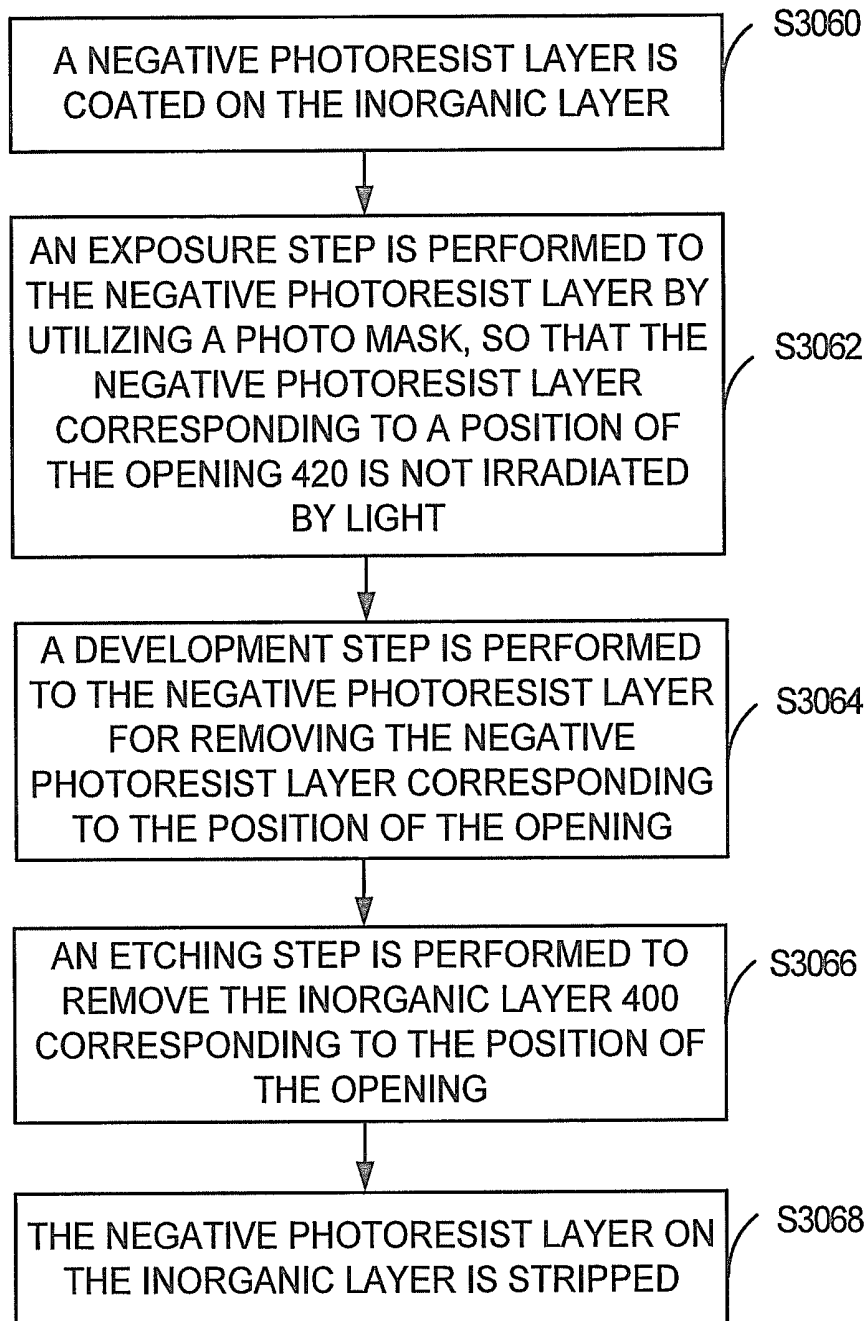 S3060
A NEGATIVE PHOTORESIST LAYER IS
COATED ON THE INORGANIC LAYER
AN EXPOSURE STEP IS PERFORMED TO
THE NEGATIVE PHOTORESIST LAYER BY
UTILIZING A PHOTO MASK, SO THAT THE
NEGATIVE PHOTORESIST LAYER
CORRESPONDING TO A POSITION OF
THE OPENING 420 IS NOT IRRADIATED
BY LIGHT
S3062
A DEVELOPMENT STEP IS PERFORMED
TO THE NEGATIVE PHOTORESIST LAYER
FOR REMOVING THE NEGATIVE
PHOTORESIST LAYER CORRESPONDING
TO THE POSITION OF THE OPENING
S3064
AN ETCHING STEP IS PERFORMED TO
REMOVE THE INORGANIC LAYER 400
CORRESPONDING TO THE POSITION OF
THE OPENING
S3066
THE NEGATIVE PHOTORESIST LAYER ON
THE INORGANIC LAYER IS STRIPPED
S3068